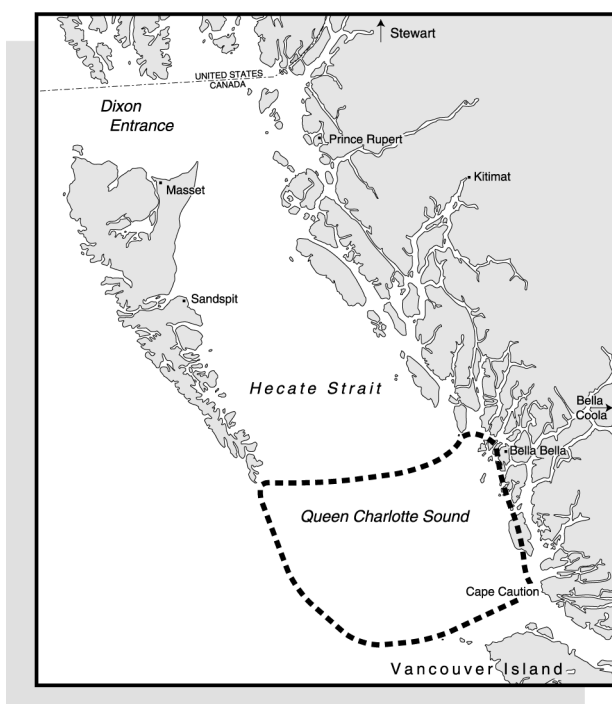 Stewart
UNITED STATES
CANADA
Dixon
Entrance
Prince Rupert
Masset
Kitimat
Sandspit
Hecate Strait
Bella
Coola
Bella Bella
Queen Charlotte Sound
Cape Caution
Vancouver Island